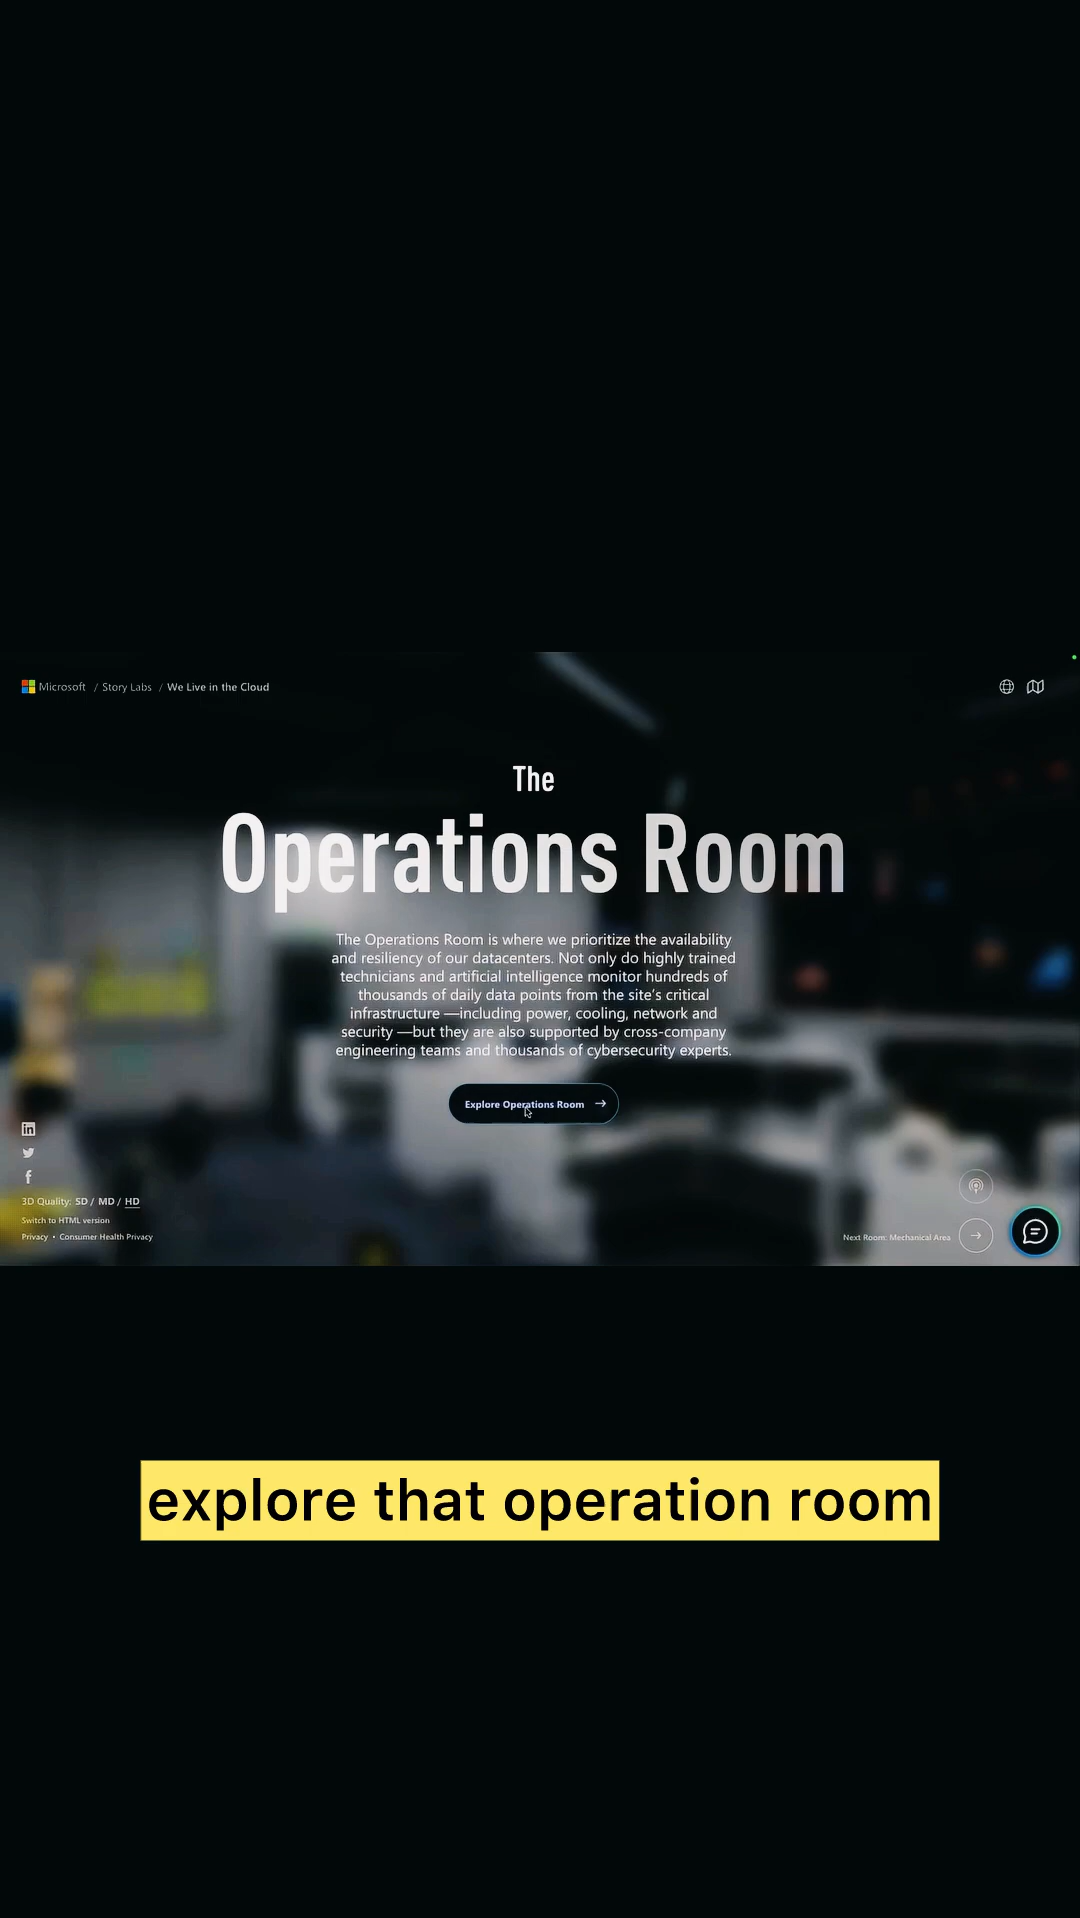 Microsoft / Story Labs / We Live in the Cloud
The
Operations Room
The Operations Room is where we prioritize the availability
and resiliency of our datacenters. Not only do highly trained
technicians and artificial intelligence monitor hundreds of
thousands of daily data points from the site's critical
infrastructure —including power, cooling, network and
security —but they are also supported by cross-company
engineering teams and thousands of cybersecurity experts.
Explore Operations Room
3D Quality: SD / MD / HD
Switch to HTML version
Privacy • Consumer Health Privacy
Next Room: Mechanical Area
explore that operation room